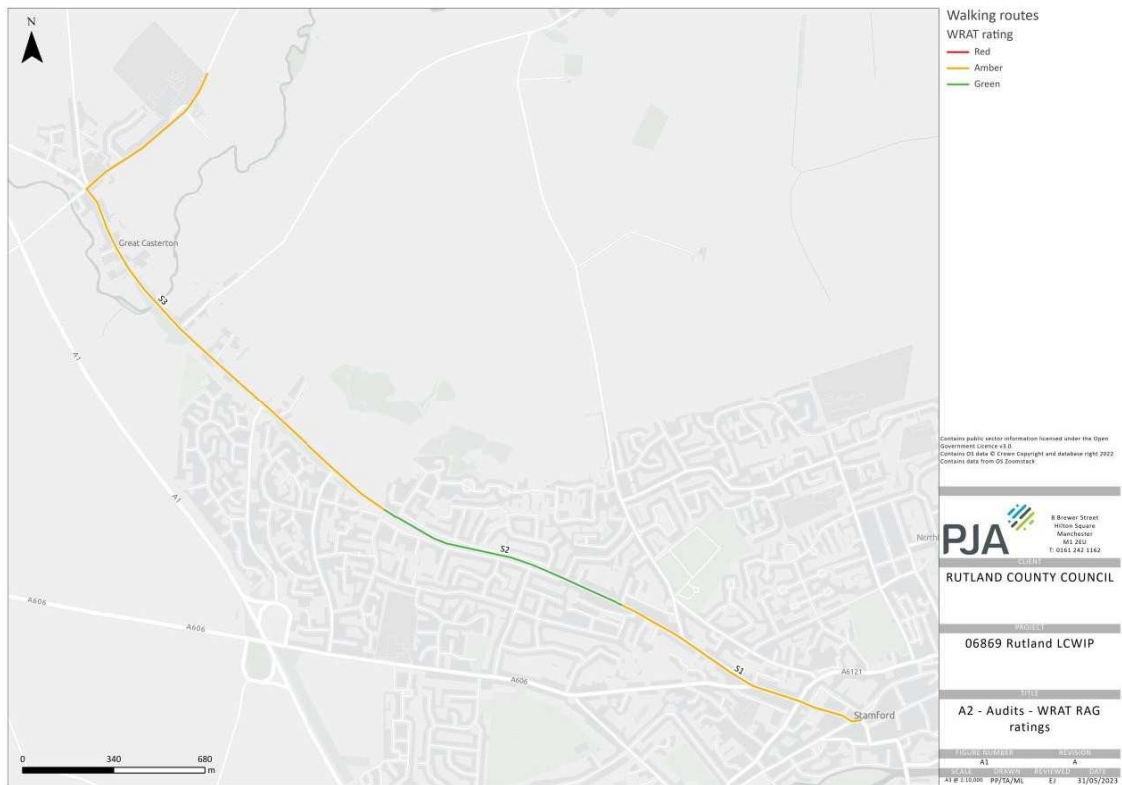 Walking routes
WRAT rating
Red
Amber
Green
N
Great Casterton
S3
A1
A1
S2
A606
A606
A606
S1
A6121
Stamford
0 340 680
m
Contains public sector information licensed under the Open
Government Licence v3.0.
Contains OS data © Crown Copyright and database right 2022
Contains data from OS Zoomstack
PJA
8 Brewer Street
Hilton Square
Manchester
M1 2EU
T: 0161 242 1162
CLIENT
RUTLAND COUNTY COUNCIL
PROJECT
06869 Rutland LCWIP
TITLE
A2 - Audits - WRAT RAG
ratings
FIGURE NUMBER REVISION
A1 A
SCALE DRAWN REVIEWED DATE
A3 @ 1:10,000 PP/TA/ML EJ 31/05/2023